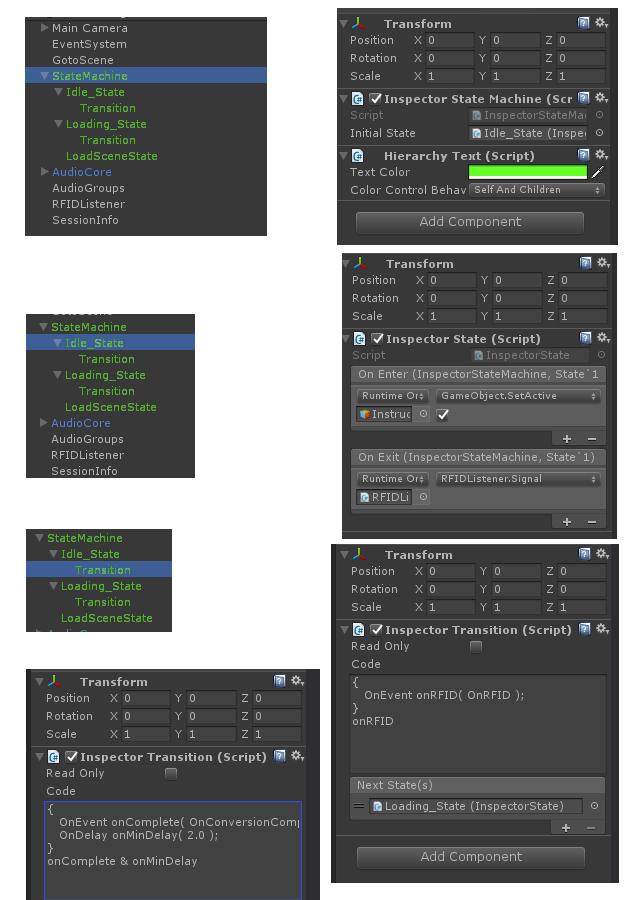 Main Camera
EventSystem
GotoScene
StateMachine
Idle_State
Transition
Loading_State
Transition
LoadSceneState
AudioCore
AudioGroups
RFIDListener
SessionInfo
Transform
Position X 0 Y 0 Z 0
Rotation X 0 Y 0 Z 0
Scale X 1 Y 1 Z 1
Inspector State Machine (Scr
Script InspectorStateMa
Initial State Idle_State (Inspec
Hierarchy Text (Script)
Text Color
Color Control Behav Self And Children
Add Component
StateMachine
Idle_State
Transition
Loading_State
Transition
LoadSceneState
AudioCore
AudioGroups
RFIDListener
SessionInfo
Transform
Position X 0 Y 0 Z 0
Rotation X 0 Y 0 Z 0
Scale X 1 Y 1 Z 1
Inspector State (Script)
Script InspectorState
On Enter (InspectorStateMachine, State`1
Runtime Or GameObject.SetActive
Instruc
+ −
On Exit (InspectorStateMachine, State`1)
Runtime Or RFIDListener.Signal
RFIDLi
+ −
StateMachine
Idle_State
Transition
Loading_State
Transition
LoadSceneState
Transform
Position X 0 Y 0 Z 0
Rotation X 0 Y 0 Z 0
Scale X 1 Y 1 Z 1
Inspector Transition (Script)
Read Only
Code
{
OnEvent onRFID( OnRFID );
}
onRFID
Next State(s)
Loading_State (InspectorState)
+ −
Add Component
Transform
Position X 0 Y 0 Z 0
Rotation X 0 Y 0 Z 0
Scale X 1 Y 1 Z 1
Inspector Transition (Script)
Read Only
Code
{
OnEvent onComplete( OnConversionComp
OnDelay onMinDelay( 2.0 );
}
onComplete & onMinDelay